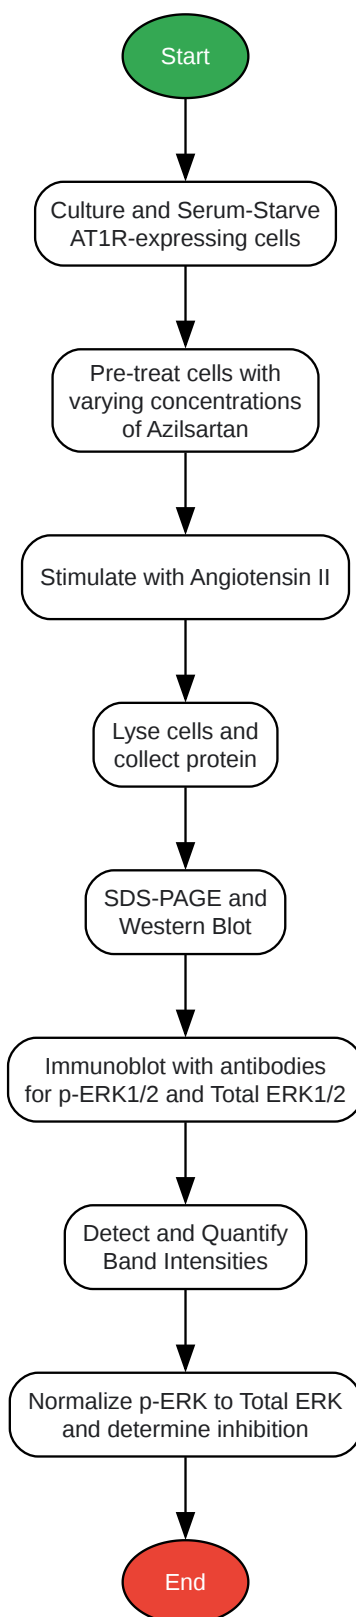 Start
Culture and Serum-Starve
AT1R-expressing cells
Pre-treat cells with
varying concentrations
of Azilsartan
Stimulate with Angiotensin II
Lyse cells and
collect protein
SDS-PAGE and
Western Blot
Immunoblot with antibodies
for p-ERK1/2 and Total ERK1/2
Detect and Quantify
Band Intensities
Normalize p-ERK to Total ERK
and determine inhibition
End